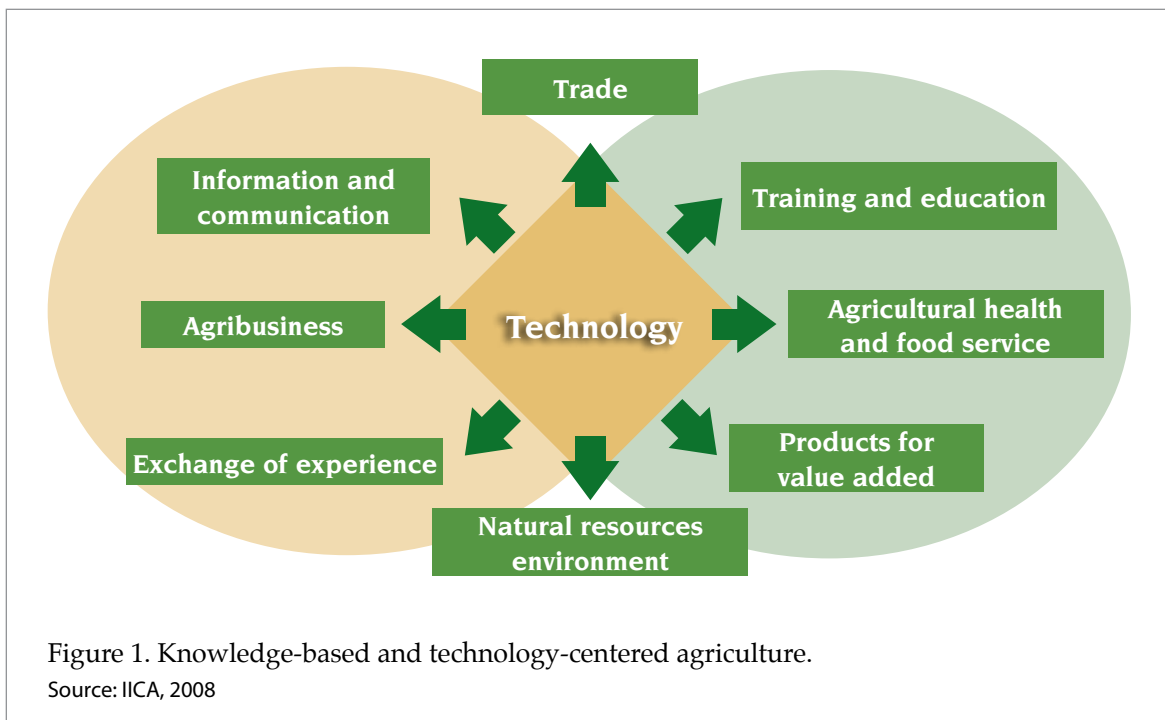 Trade
Information and
communication
Training and education
Agribusiness
Technology
Agricultural health
and food service
Exchange of experience
Products for
value added
Natural resources
environment
Figure 1. Knowledge-based and technology-centered agriculture.
Source: IICA, 2008